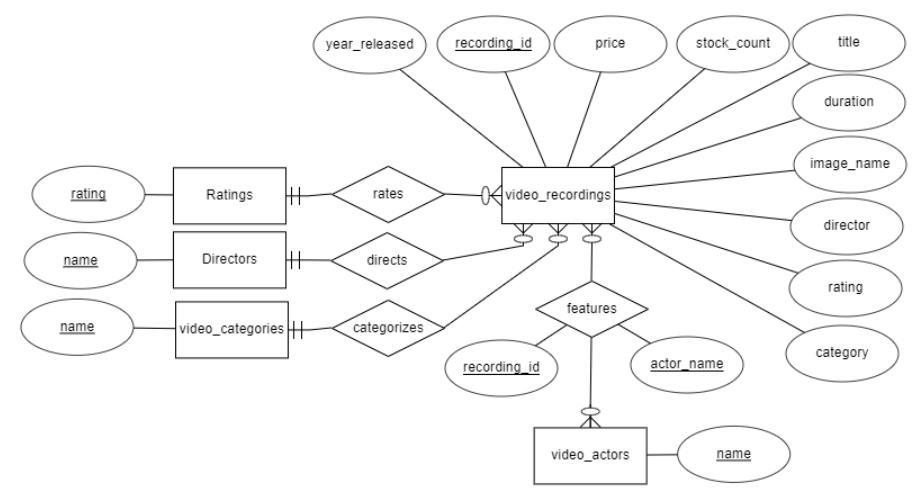 year_released
recording_id
price
stock_count
title
duration
image_name
director
rating
category
rating
Ratings
rates
video_recordings
name
Directors
directs
name
video_categories
categorizes
features
recording_id
actor_name
video_actors
name